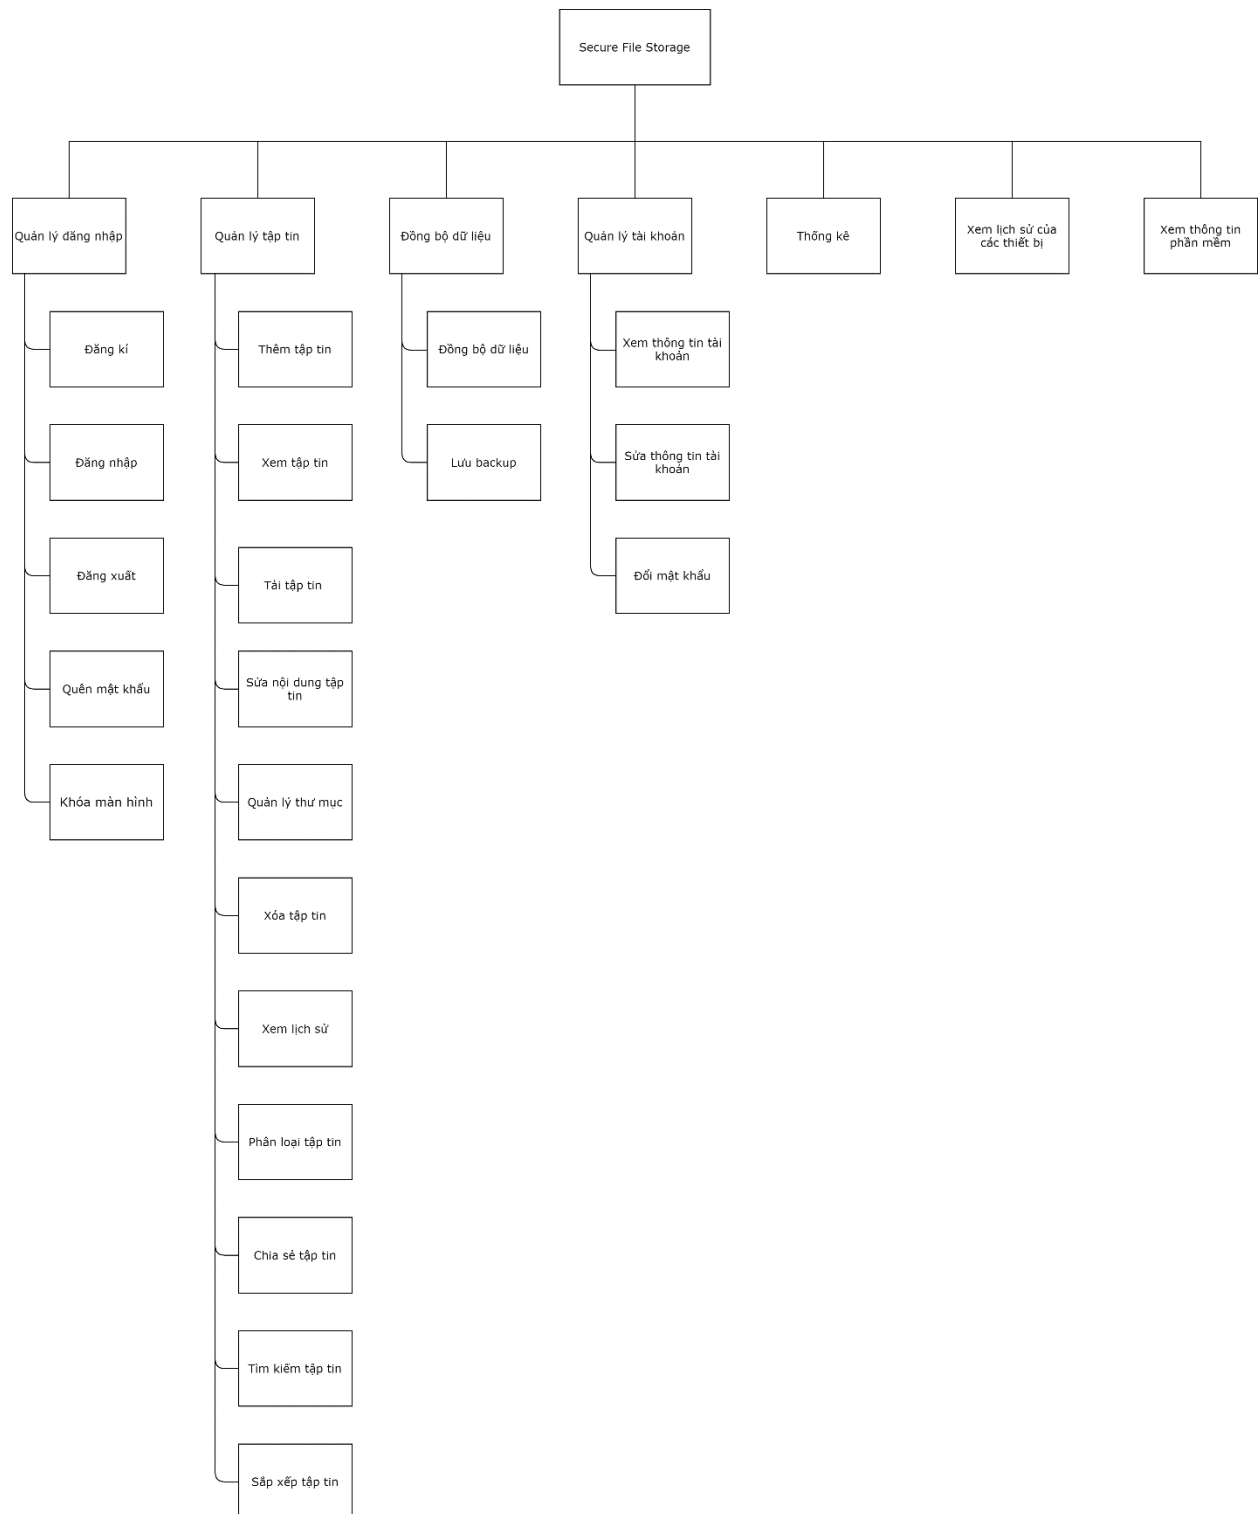 Secure File Storage
Quản lý đăng nhập
Quản lý tập tin
Đồng bộ dữ liệu
Quản lý tài khoản
Thống kê
Xem lịch sử của
các thiết bị
Xem thông tin
phần mềm
Đăng kí
Đăng nhập
Đăng xuất
Quên mật khẩu
Khóa màn hình
Thêm tập tin
Xem tập tin
Tải tập tin
Sửa nội dung tập
tin
Quản lý thư mục
Xóa tập tin
Xem lịch sử
Phân loại tập tin
Chia sẻ tập tin
Tìm kiếm tập tin
Sắp xếp tập tin
Đồng bộ dữ liệu
Lưu backup
Xem thông tin tài
khoản
Sửa thông tin tài
khoản
Đổi mật khẩu